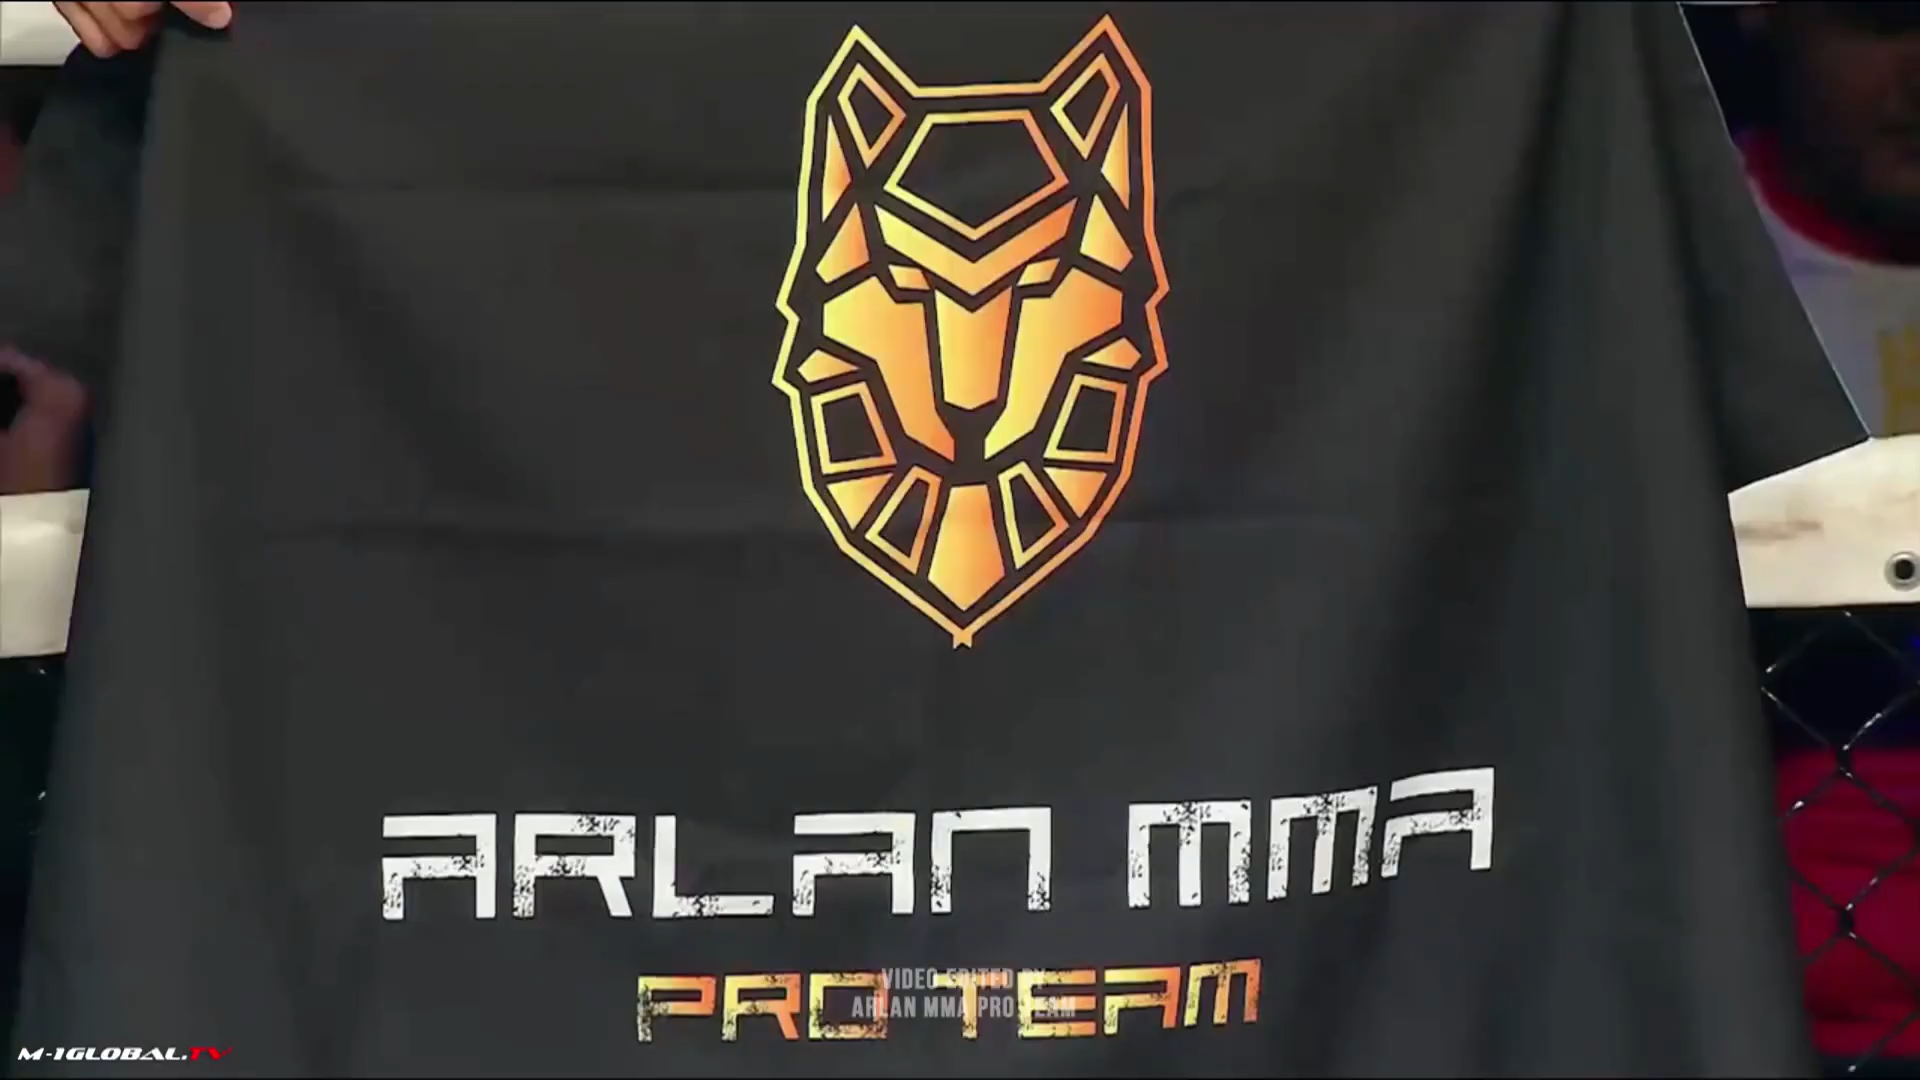 ARLAN MMA
PRO TEAM
VIDEO EDITED BY
ARLAN MMA PRO TEAM
M-1GLOBAL.TV